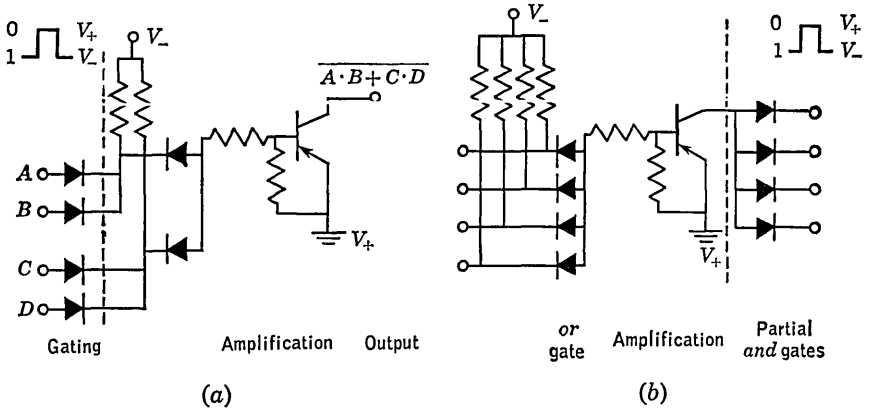 0 V₊
1 V₋
V₋
A·B+C·D
A
B
C
D
V₊
Gating
Amplification
Output
(a)
V₋
0 V₊
1 V₋
V₊
or
gate
Amplification
Partial
and gates
(b)